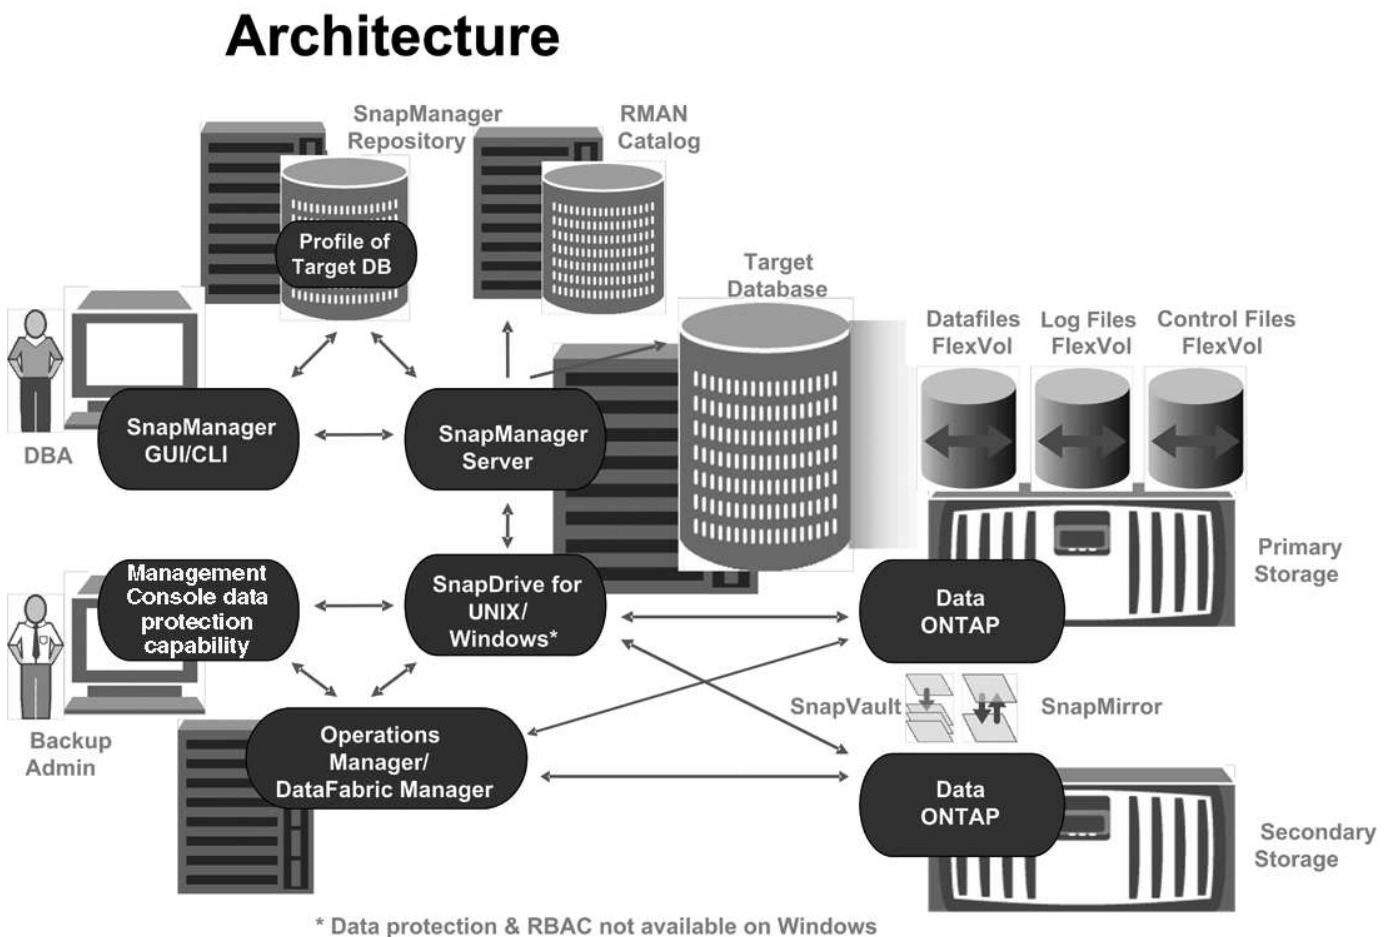 Architecture
SnapManager
Repository
RMAN
Catalog
Profile of
Target DB
Target
Database
Datafiles
FlexVol
Log Files
FlexVol
Control Files
FlexVol
DBA
SnapManager
GUI/CLI
SnapManager
Server
Primary
Storage
Management
Console data
protection
capability
SnapDrive for
UNIX/
Windows*
Data
ONTAP
SnapVault
SnapMirror
Backup
Admin
Operations
Manager/
DataFabric Manager
Data
ONTAP
Secondary
Storage
* Data protection & RBAC not available on Windows